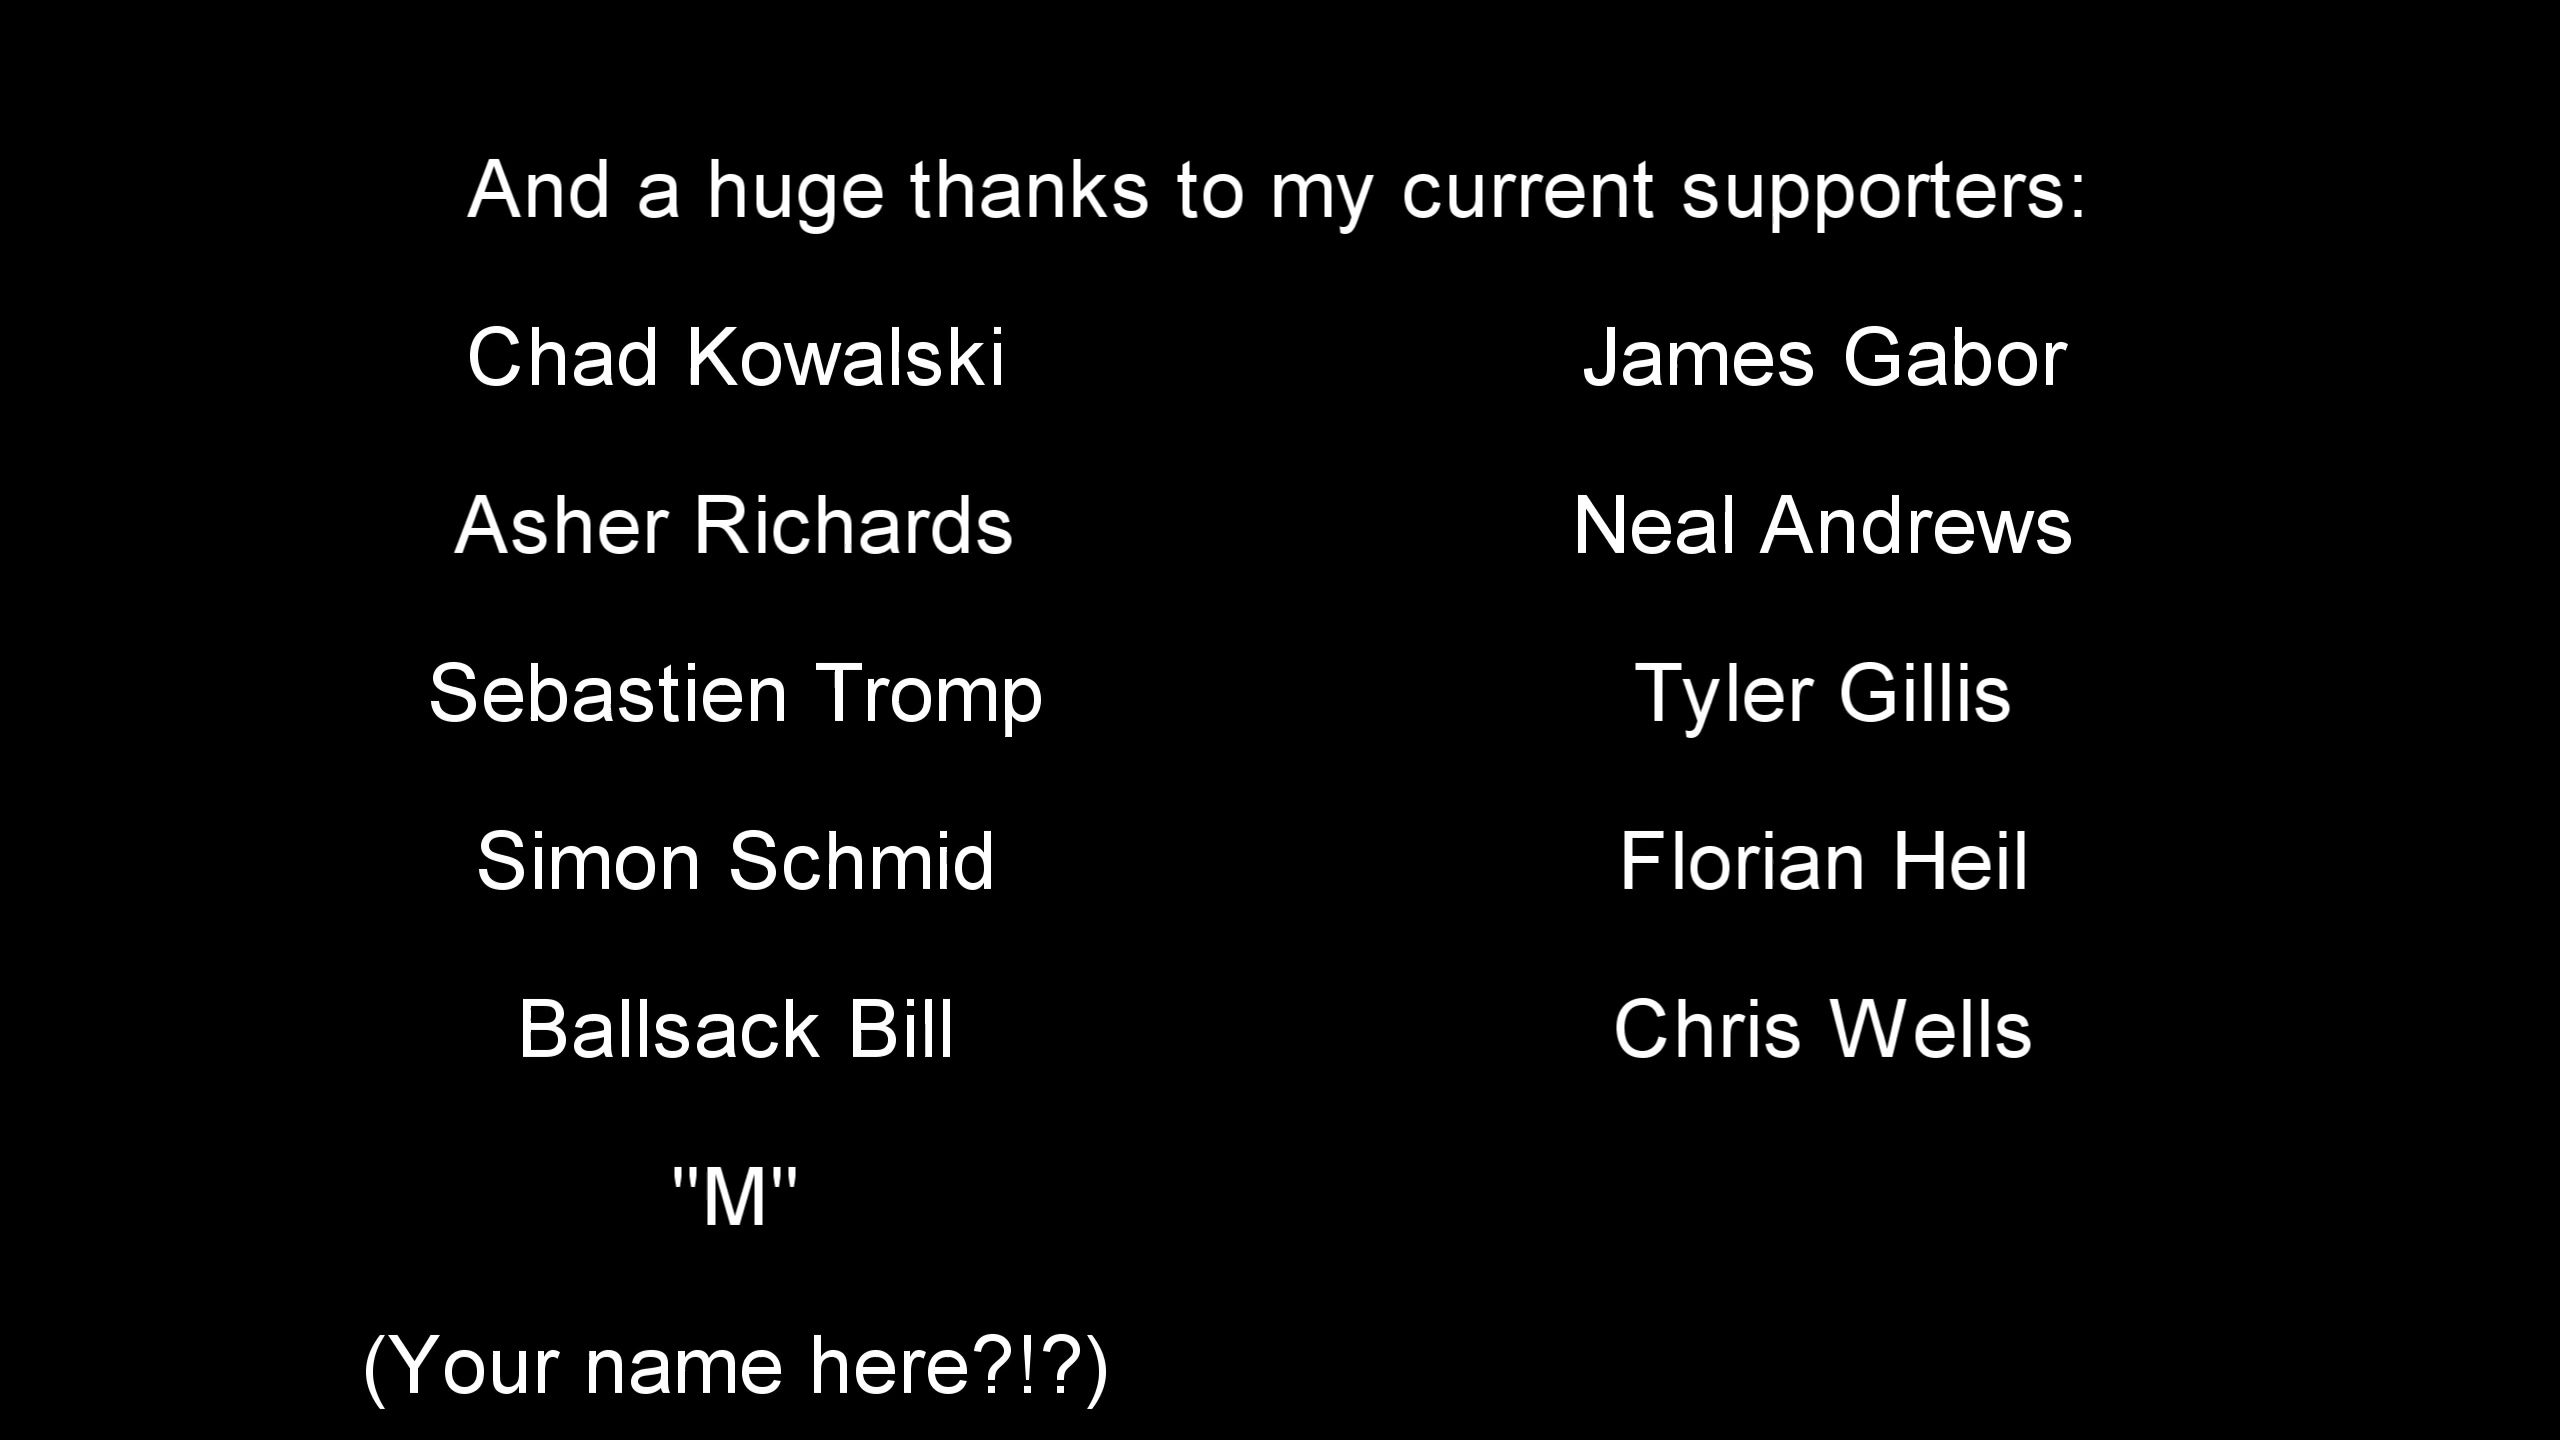 And a huge thanks to my current supporters:
Chad Kowalski
James Gabor
Asher Richards
Neal Andrews
Sebastien Tromp
Tyler Gillis
Simon Schmid
Florian Heil
Ballsack Bill
Chris Wells
"M"
(Your name here?!?)